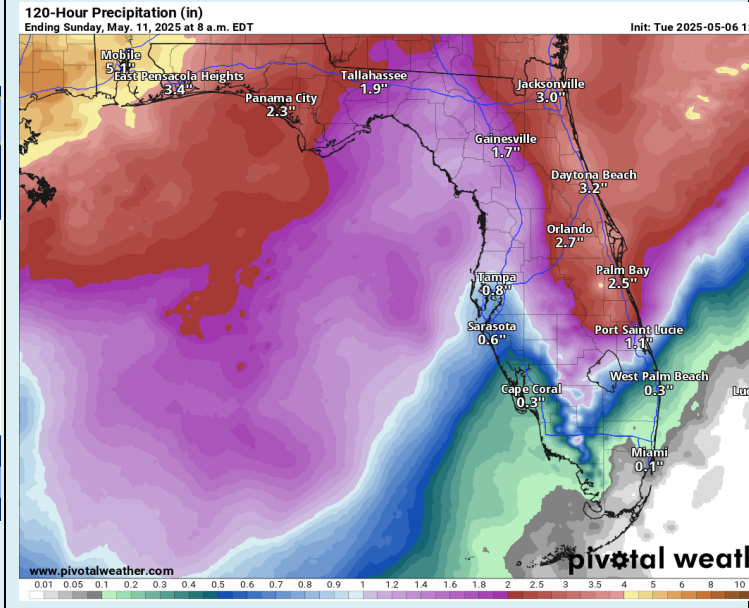 120-Hour Precipitation (in)
Ending Sunday, May. 11, 2025 at 8 a.m. EDT
Init: Tue 2025-05-06 1
Mobile
5.1"
East Pensacola Heights
3.4"
Panama City
2.3"
Tallahassee
1.9"
Jacksonville
3.0"
Gainesville
1.7"
Daytona Beach
3.2"
Orlando
2.7"
Palm Bay
2.5"
Tampa
0.8"
Sarasota
0.6"
Port Saint Lucie
1.1"
West Palm Beach
0.3"
Cape Coral
0.3"
Luc
Miami
0.1"
www.pivotalweather.com
pivotal weath
0.01 0.05 0.1 0.2 0.3 0.4 0.5 0.6 0.7 0.8 0.9 1 1.2 1.4 1.6 1.8 2 2.5 3 3.5 4 5 6 8 10